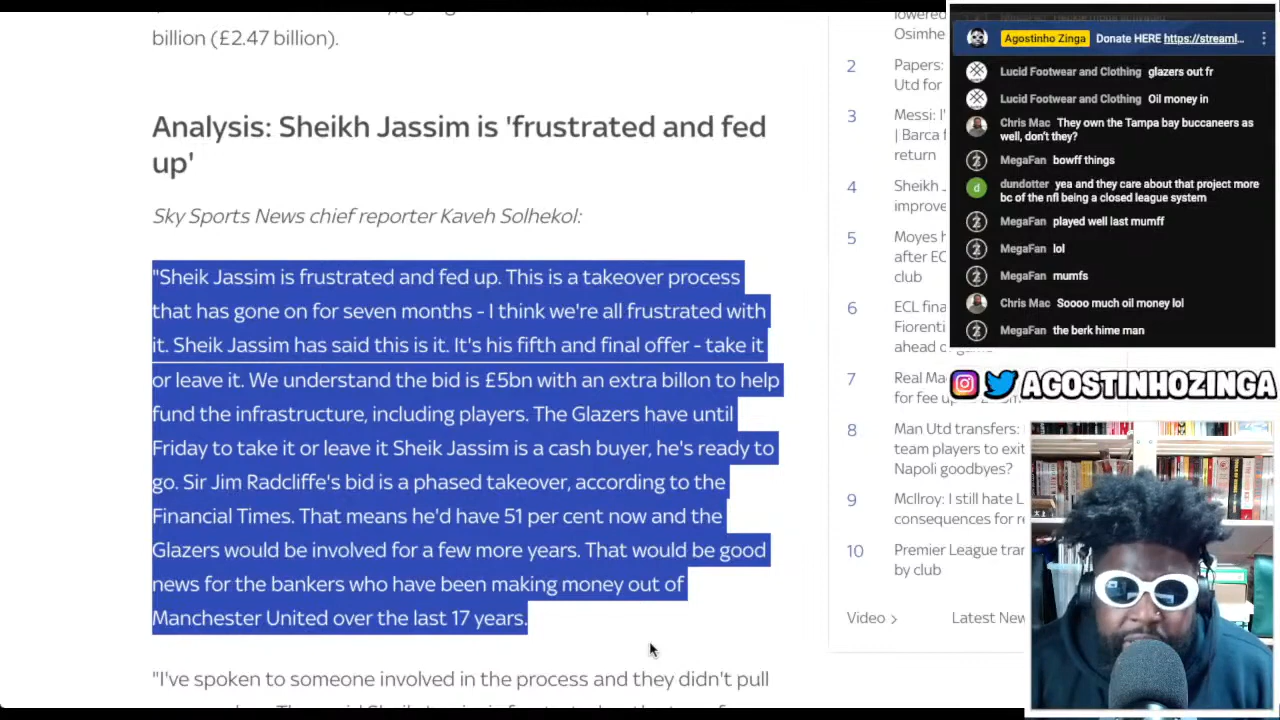 billion (£2.47 billion).
Analysis: Sheikh Jassim is 'frustrated and fed
up'
Sky Sports News chief reporter Kaveh Solhekol:
"Sheik Jassim is frustrated and fed up. This is a takeover process
that has gone on for seven months - I think we're all frustrated with
it. Sheik Jassim has said this is it. It's his fifth and final offer - take it
or leave it. We understand the bid is £5bn with an extra billon to help
fund the infrastructure, including players. The Glazers have until
Friday to take it or leave it Sheik Jassim is a cash buyer, he's ready to
go. Sir Jim Radcliffe's bid is a phased takeover, according to the
Financial Times. That means he'd have 51 per cent now and the
Glazers would be involved for a few more years. That would be good
news for the bankers who have been making money out of
Manchester United over the last 17 years.
"I've spoken to someone involved in the process and they didn't pull
lowered
Osimhe
2 Papers:
Utd for
3 Messi: I'
| Barca f
return
4 Sheikh
improve
5 Moyes h
after EC
club
6 ECL fina
Fiorenti
ahead o
7 Real Ma
for fee
8 Man Utd transfers:
team players to exit
Napoli goodbyes?
9 McIlroy: I still hate L
consequences for re
10 Premier League tran
by club
Video >
Latest New
Agostinho Zinga Donate HERE https://streaml...
Lucid Footwear and Clothing glazers out fr
Lucid Footwear and Clothing Oil money in
Chris Mac They own the Tampa bay buccaneers as
well, don't they?
MegaFan bowff things
dundotter yea and they care about that project more
bc of the nfl being a closed league system
MegaFan played well last mumff
MegaFan lol
MegaFan mumfs
Chris Mac Soooo much oil money lol
MegaFan the berk hime man
AGOSTINHOZINGA